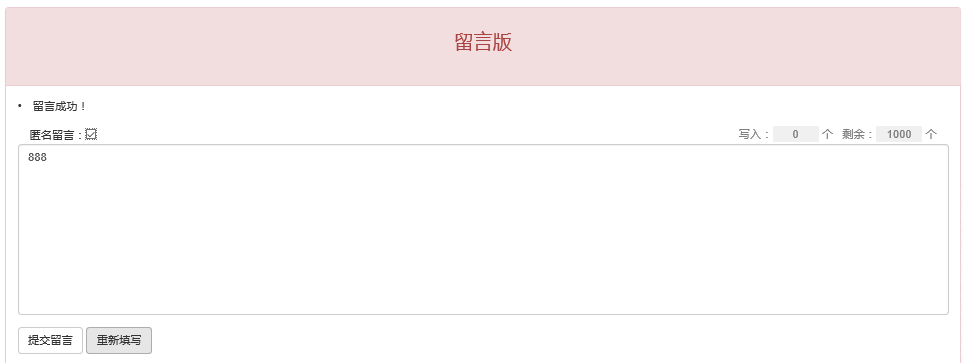 留言版
• 留言成功！
匿名留言： 写入： 0 个 剩余： 1000 个
888
提交留言 重新填写